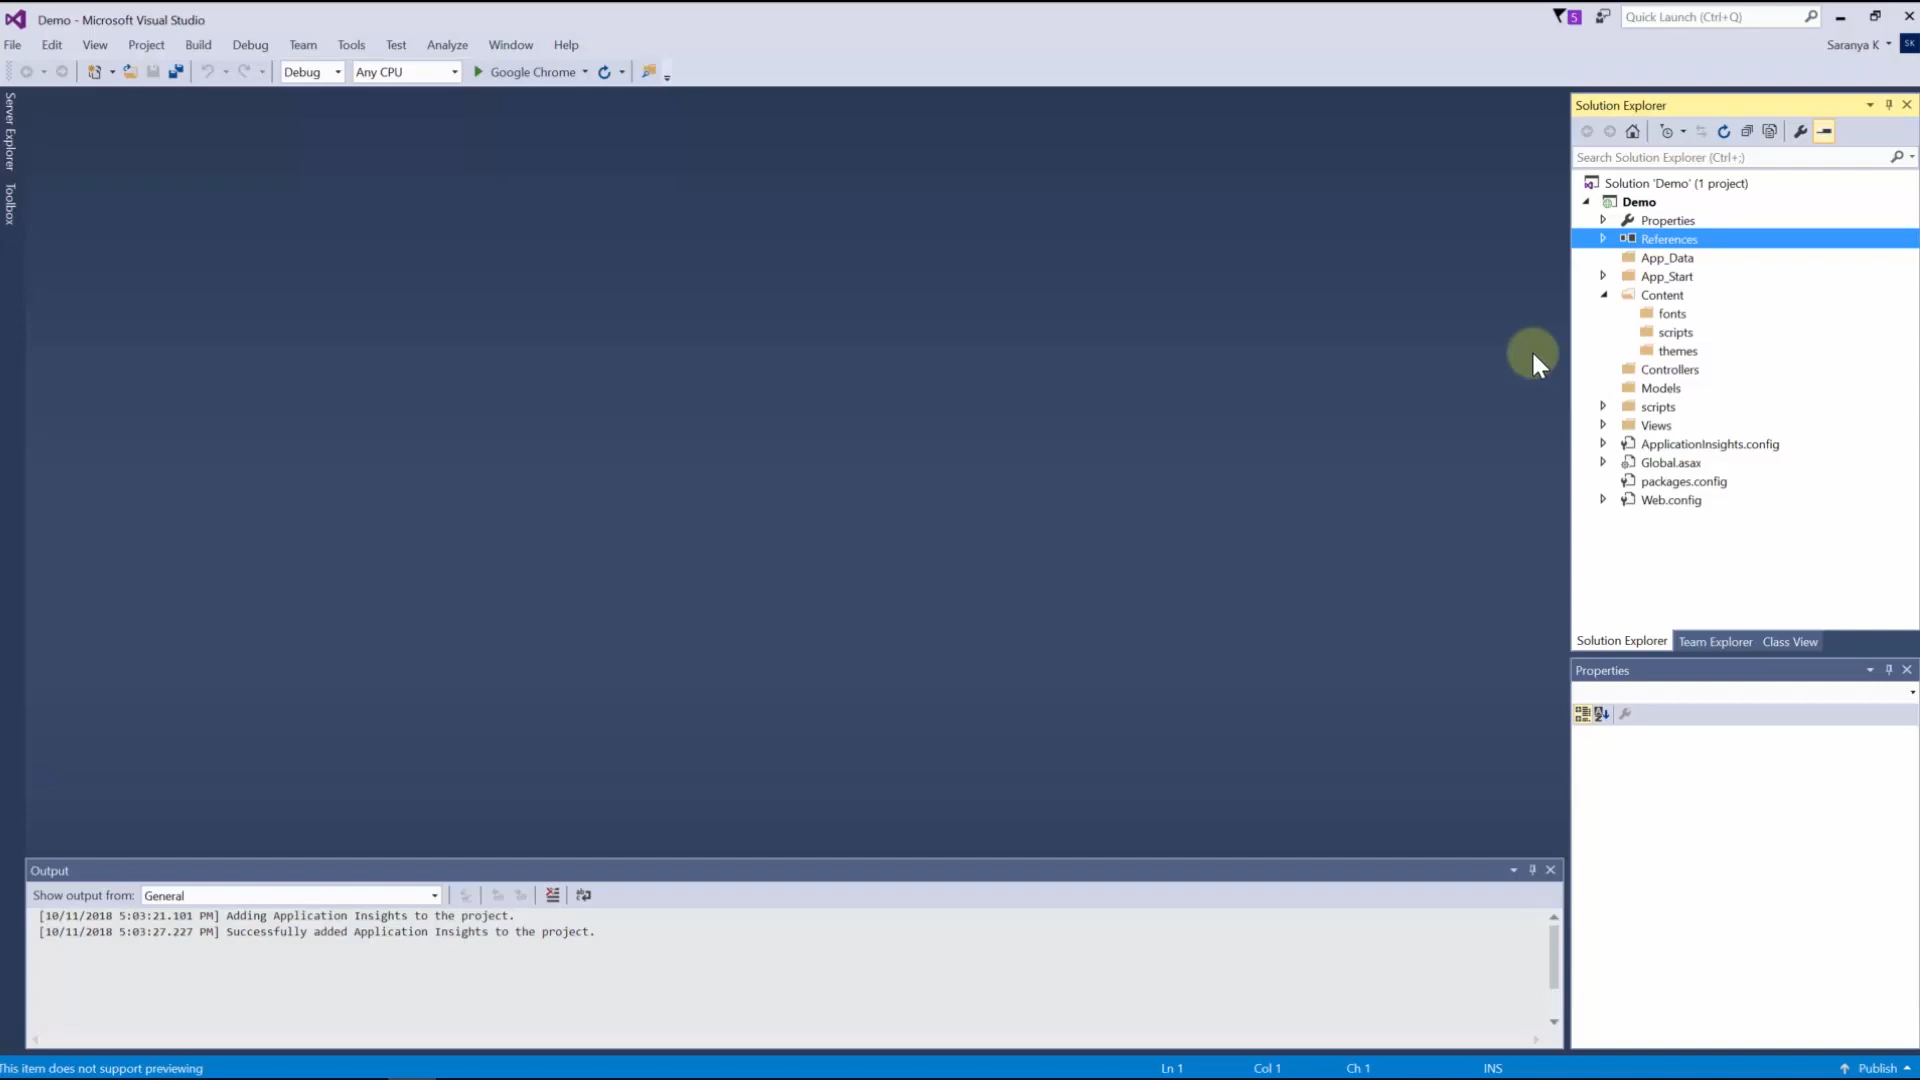 Demo - Microsoft Visual Studio
5
Quick Launch (Ctrl+Q)
File Edit View Project Build Debug Team Tools Test Analyze Window Help
Saranya K
SK
Debug Any CPU Google Chrome
Server Explorer
Toolbox
Solution Explorer
Search Solution Explorer (Ctrl+;)
Solution 'Demo' (1 project)
Demo
Properties
References
App_Data
App_Start
Content
fonts
scripts
themes
Controllers
Models
scripts
Views
ApplicationInsights.config
Global.asax
packages.config
Web.config
Solution Explorer Team Explorer Class View
Properties
Output
Show output from: General
[10/11/2018 5:03:21.101 PM] Adding Application Insights to the project.
[10/11/2018 5:03:27.227 PM] Successfully added Application Insights to the project.
This item does not support previewing
Ln 1 Col 1 Ch 1 INS
Publish